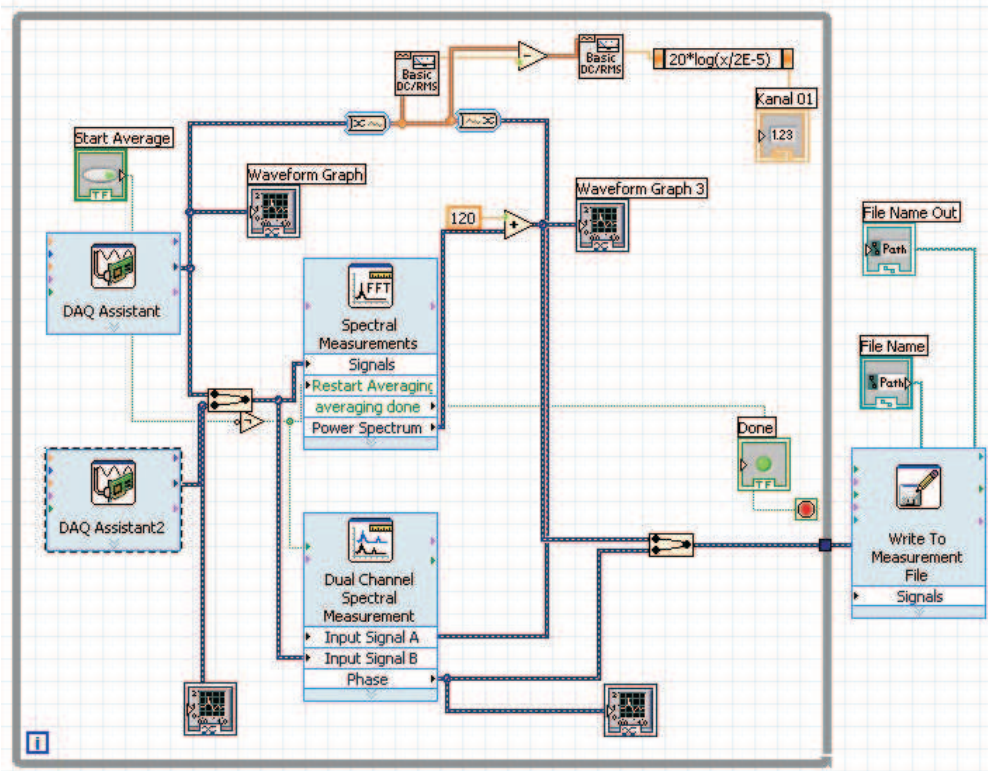 Basic
DC/RMS
Basic
DC/RMS
20*log(x/2E-5)
Kanal 01
1.23
Start Average
TF
Waveform Graph
Waveform Graph 3
120
File Name Out
Path
DAQ Assistant
FFT
Spectral
Measurements
Signals
Restart Averaging
averaging done
Power Spectrum
File Name
Path
Done
TF
DAQ Assistant2
Dual Channel
Spectral
Measurement
Input Signal A
Input Signal B
Phase
Write To
Measurement
File
Signals
i